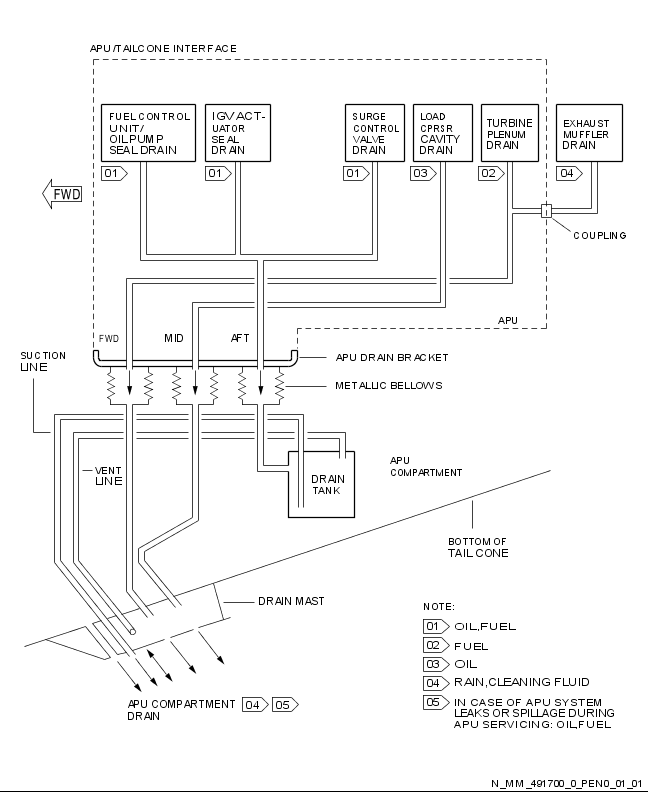 APU/TAILCONE INTERFACE
FUEL CONTROL
UNIT/
OIL PUMP
SEAL DRAIN
IGV ACT-
UATOR
SEAL
DRAIN
SURGE
CONTROL
VALVE
DRAIN
LOAD
CPRSR
CAVITY
DRAIN
TURBINE
PLENUM
DRAIN
EXHAUST
MUFFLER
DRAIN
01
01
01
03
02
04
FWD
COUPLING
APU
FWD
MID
AFT
SUCTION
LINE
APU DRAIN BRACKET
METALLIC BELLOWS
VENT
LINE
DRAIN
TANK
APU
COMPARTMENT
BOTTOM OF
TAIL CONE
DRAIN MAST
APU COMPARTMENT
DRAIN
04
05
NOTE:
01 OIL,FUEL
02 FUEL
03 OIL
04 RAIN,CLEANING FLUID
05 IN CASE OF APU SYSTEM
LEAKS OR SPILLAGE DURING
APU SERVICING: OIL,FUEL
N_MM_491700_0_PEN0_01_01